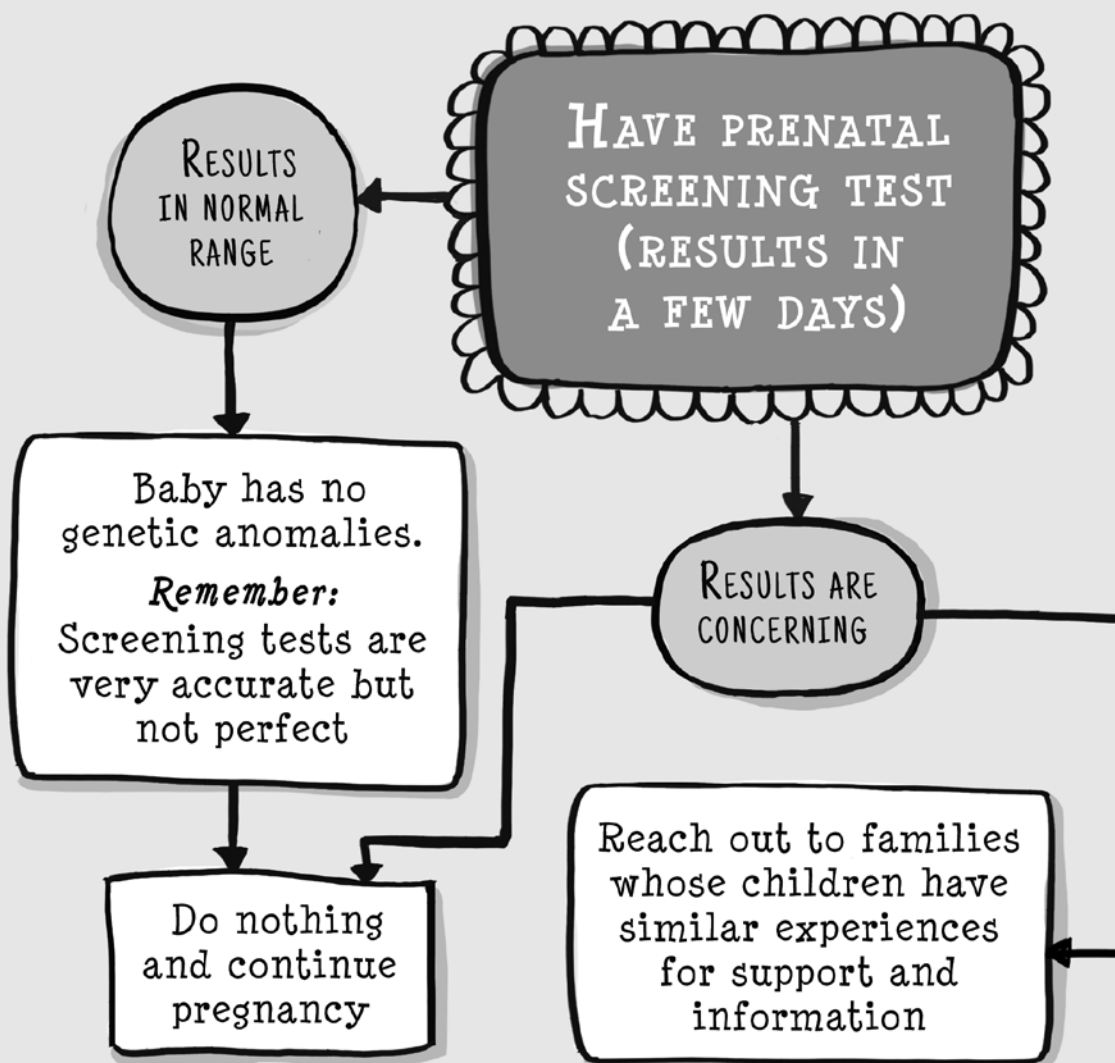 HAVE PRENATAL
SCREENING TEST
(RESULTS IN
A FEW DAYS)
RESULTS
IN NORMAL
RANGE
Baby has no
genetic anomalies.
Remember:
Screening tests are
very accurate but
not perfect
RESULTS ARE
CONCERNING
Do nothing
and continue
pregnancy
Reach out to families
whose children have
similar experiences
for support and
information